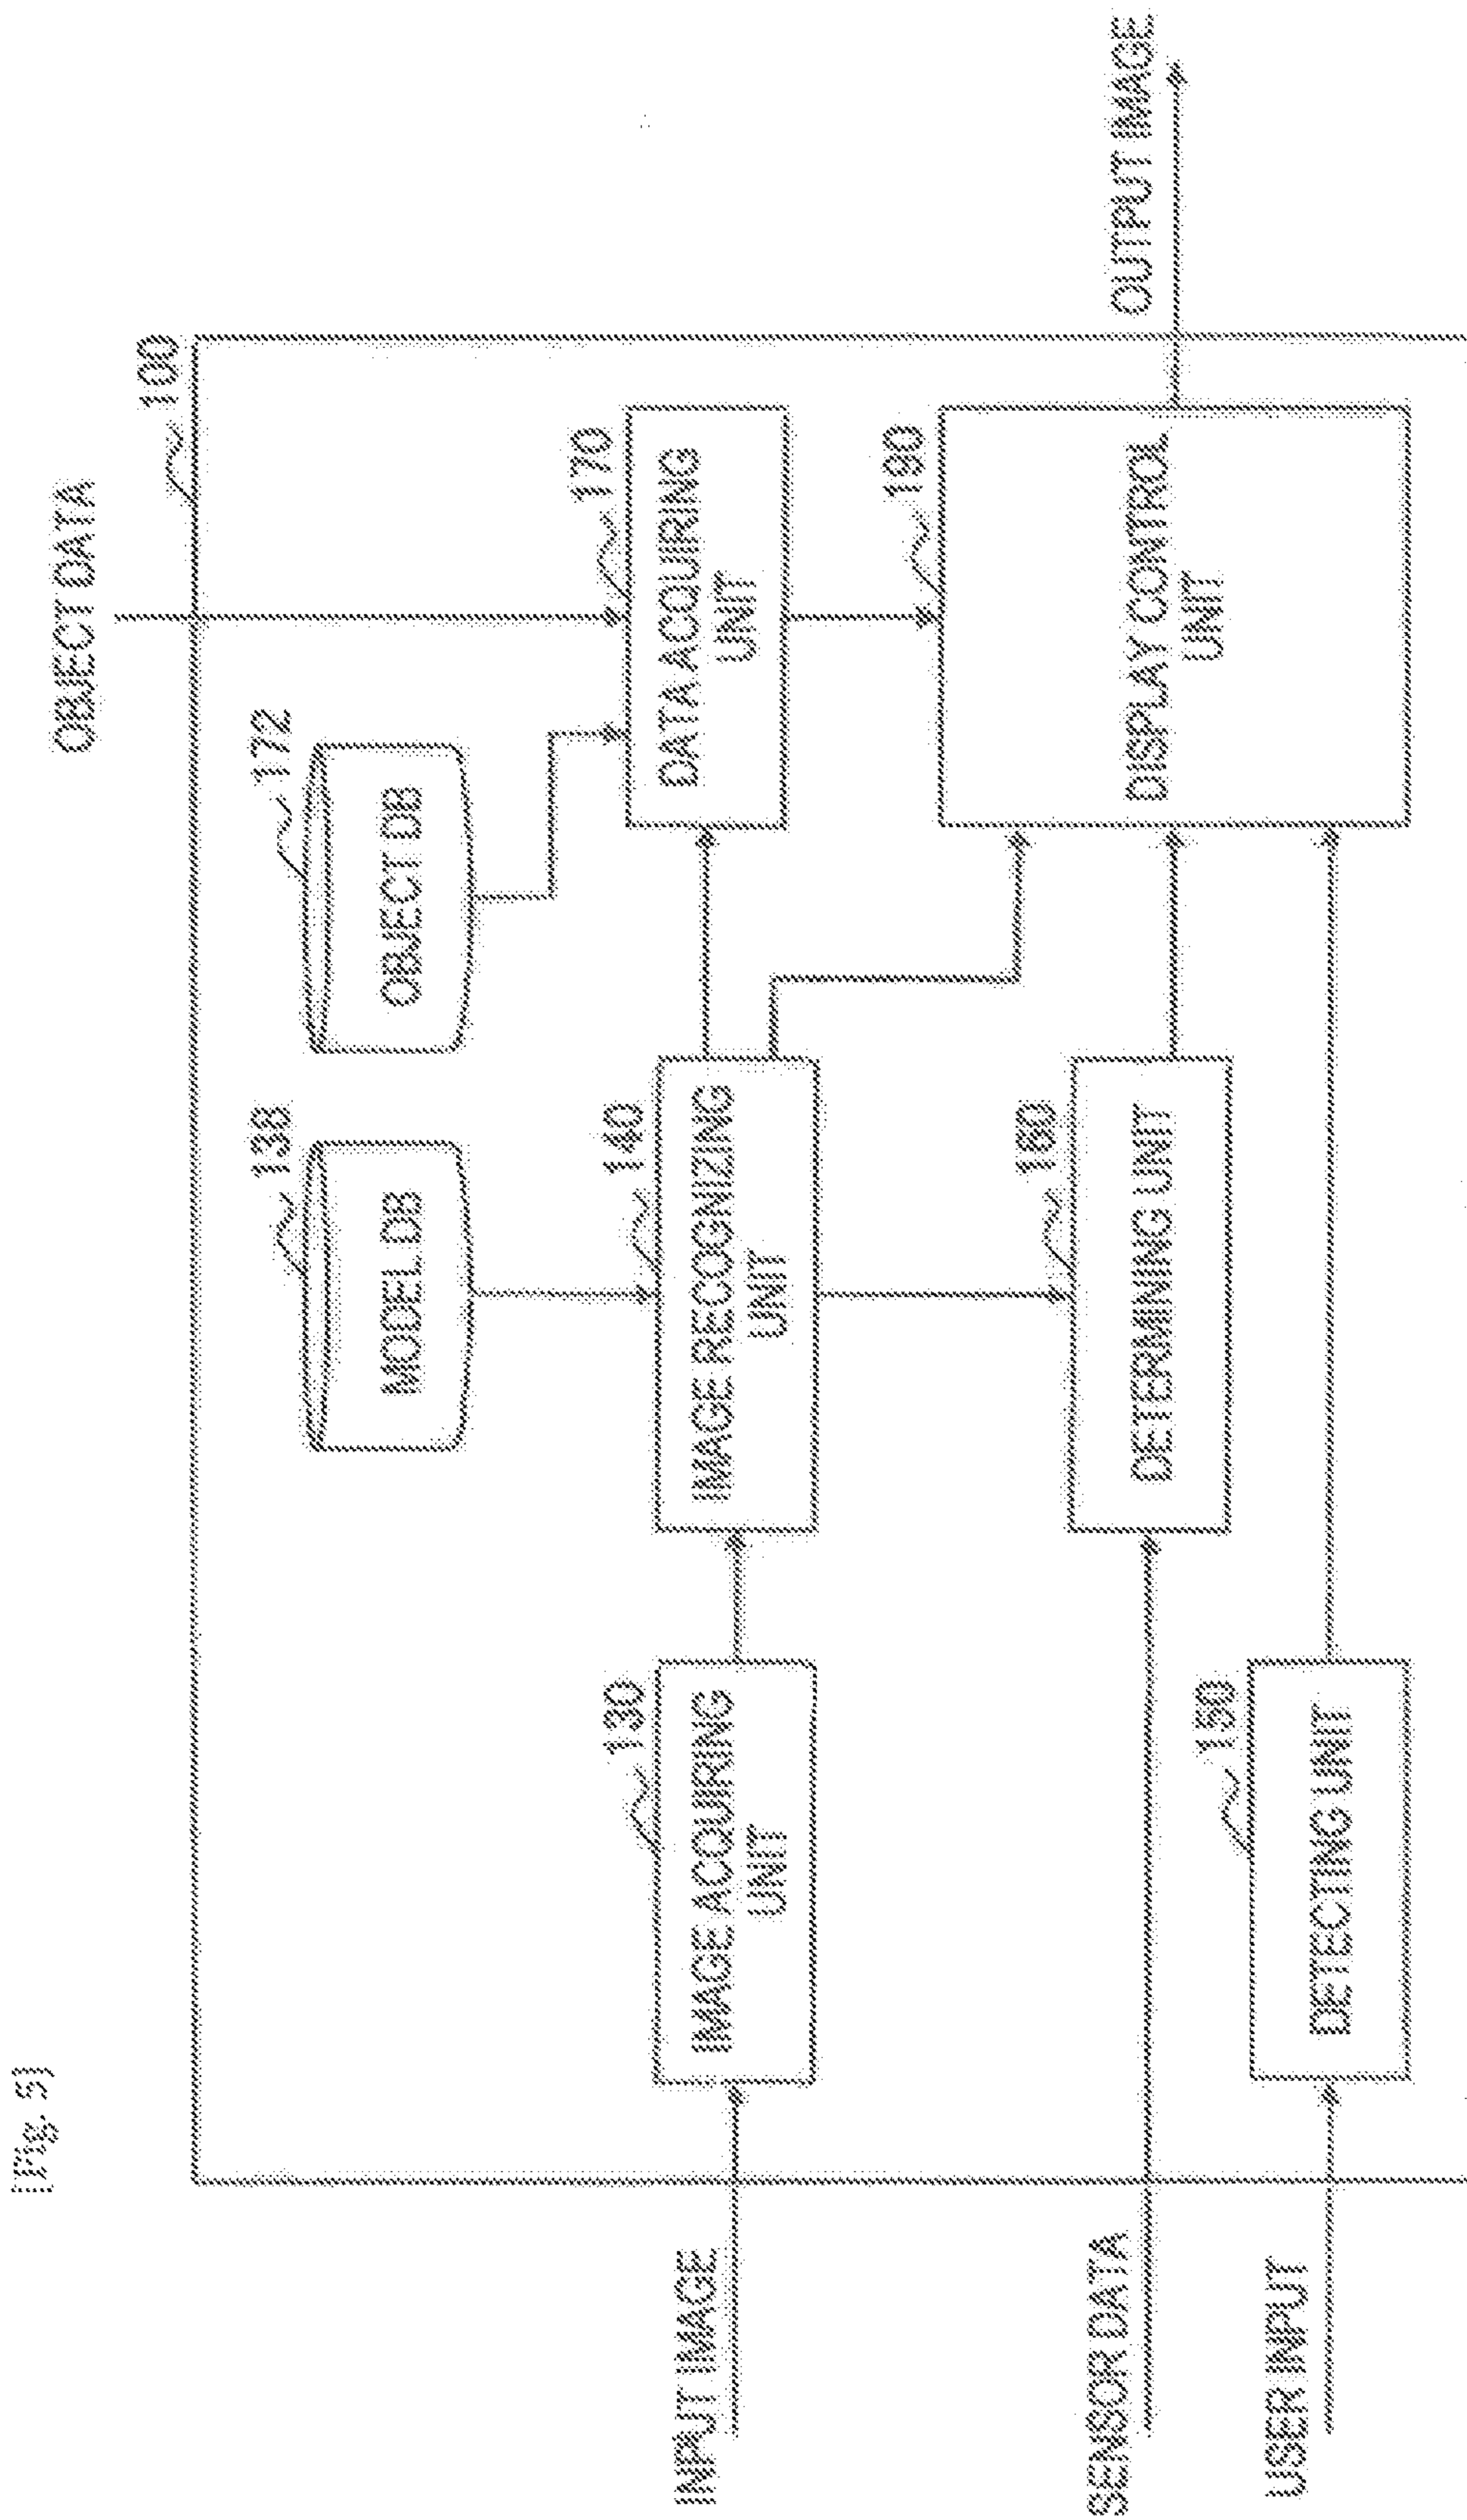 [Fig. 5]
OBJECT DATA
100
138
172
MODEL DB
OBJECT DB
130
140
170
INPUT IMAGE
IMAGE ACQUIRING
UNIT
IMAGE RECOGNIZING
UNIT
DATA ACQUIRING
UNIT
160
190
SENSOR DATA
DETERMINING UNIT
DISPLAY CONTROL
UNIT
OUTPUT IMAGE
150
USER INPUT
DETECTING UNIT